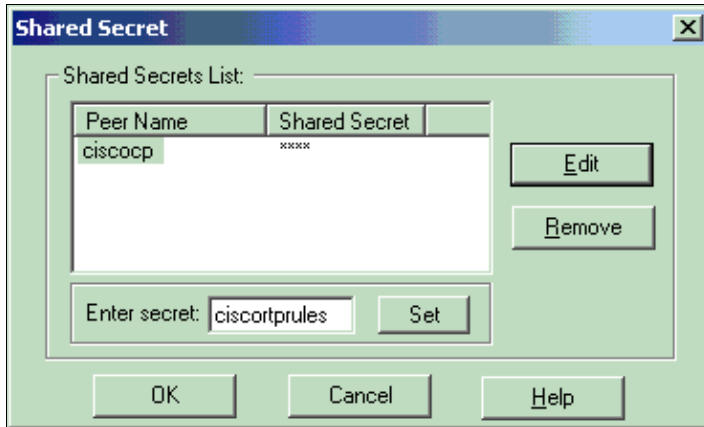 Shared Secret
Shared Secrets List:
Peer Name Shared Secret
ciscocp ****
Edit
Remove
Enter secret: ciscortprules Set
OK Cancel Help